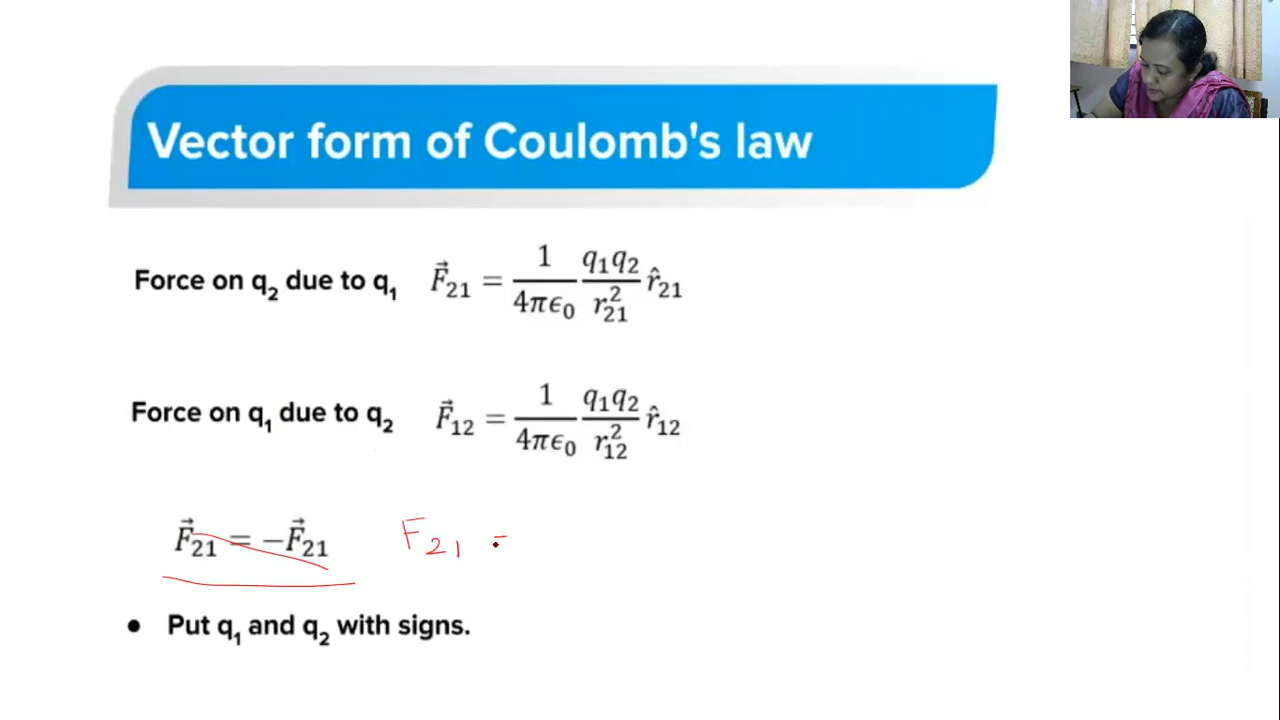 Vector form of Coulomb's law
Force on q₂ due to q₁ F⃗₂₁ = 1/(4πϵ₀) q₁q₂/r₂₁² r̂₂₁
Force on q₁ due to q₂ F⃗₁₂ = 1/(4πϵ₀) q₁q₂/r₁₂² r̂₁₂
F⃗₂₁ = −F⃗₂₁ F₂₁ =
● Put q₁ and q₂ with signs.